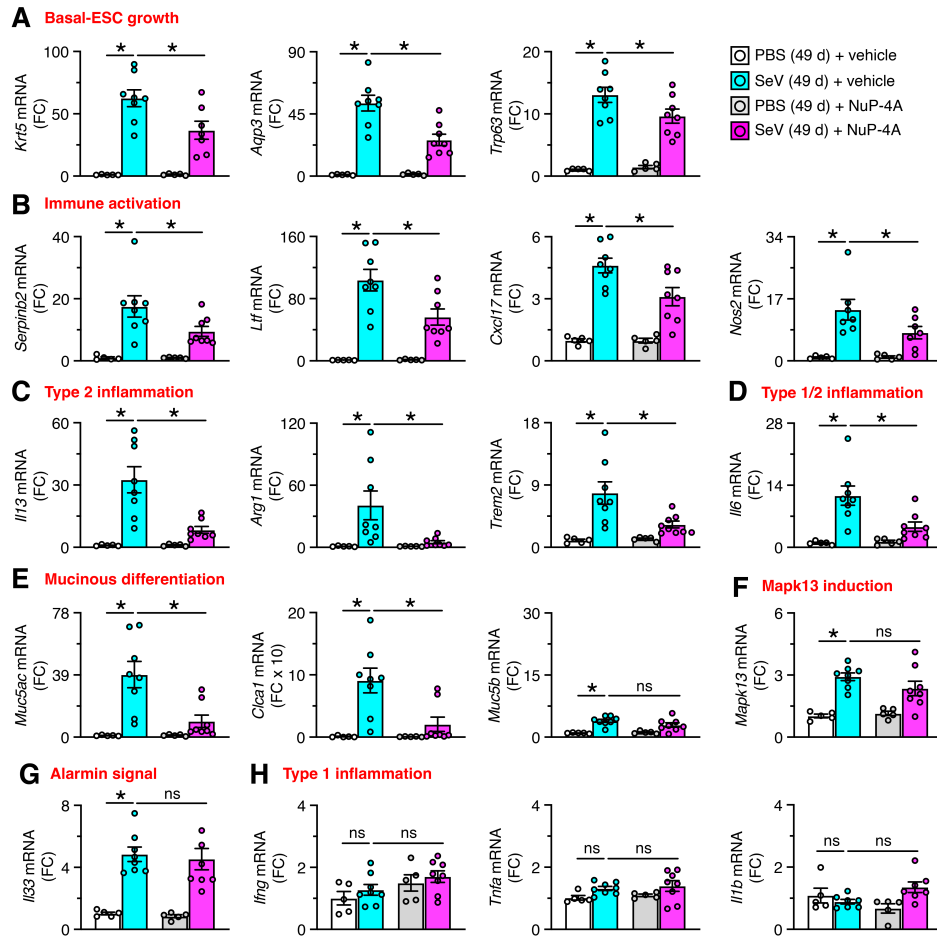 A Basal-ESC growth
Krt5 mRNA
(FC)
100
50
0
* *
Aqp3 mRNA
(FC)
90
45
0
* *
Trp63 mRNA
(FC)
20
10
0
* *
PBS (49 d) + vehicle
SeV (49 d) + vehicle
PBS (49 d) + NuP-4A
SeV (49 d) + NuP-4A
B Immune activation
Serpinb2 mRNA
(FC)
40
20
0
* *
Ltf mRNA
(FC)
160
80
0
* *
Cxcl17 mRNA
(FC)
6
3
0
* *
Nos2 mRNA
(FC)
34
17
0
* *
C Type 2 inflammation
Il13 mRNA
(FC)
60
30
0
* *
Arg1 mRNA
(FC)
120
60
0
* *
Trem2 mRNA
(FC)
18
9
0
* *
D Type 1/2 inflammation
Il6 mRNA
(FC)
28
14
0
* *
E Mucinous differentiation
Muc5ac mRNA
(FC)
78
39
0
* *
Clca1 mRNA
(FC x 10)
20
10
0
* *
Muc5b mRNA
(FC)
30
15
0
* ns
F Mapk13 induction
Mapk13 mRNA
(FC)
6
3
0
* ns
G Alarmin signal
Il33 mRNA
(FC)
8
4
0
* ns
H Type 1 inflammation
Ifng mRNA
(FC)
4
2
0
ns ns
Tnfa mRNA
(FC)
4
2
0
ns ns
Il1b mRNA
(FC)
4
2
0
ns ns